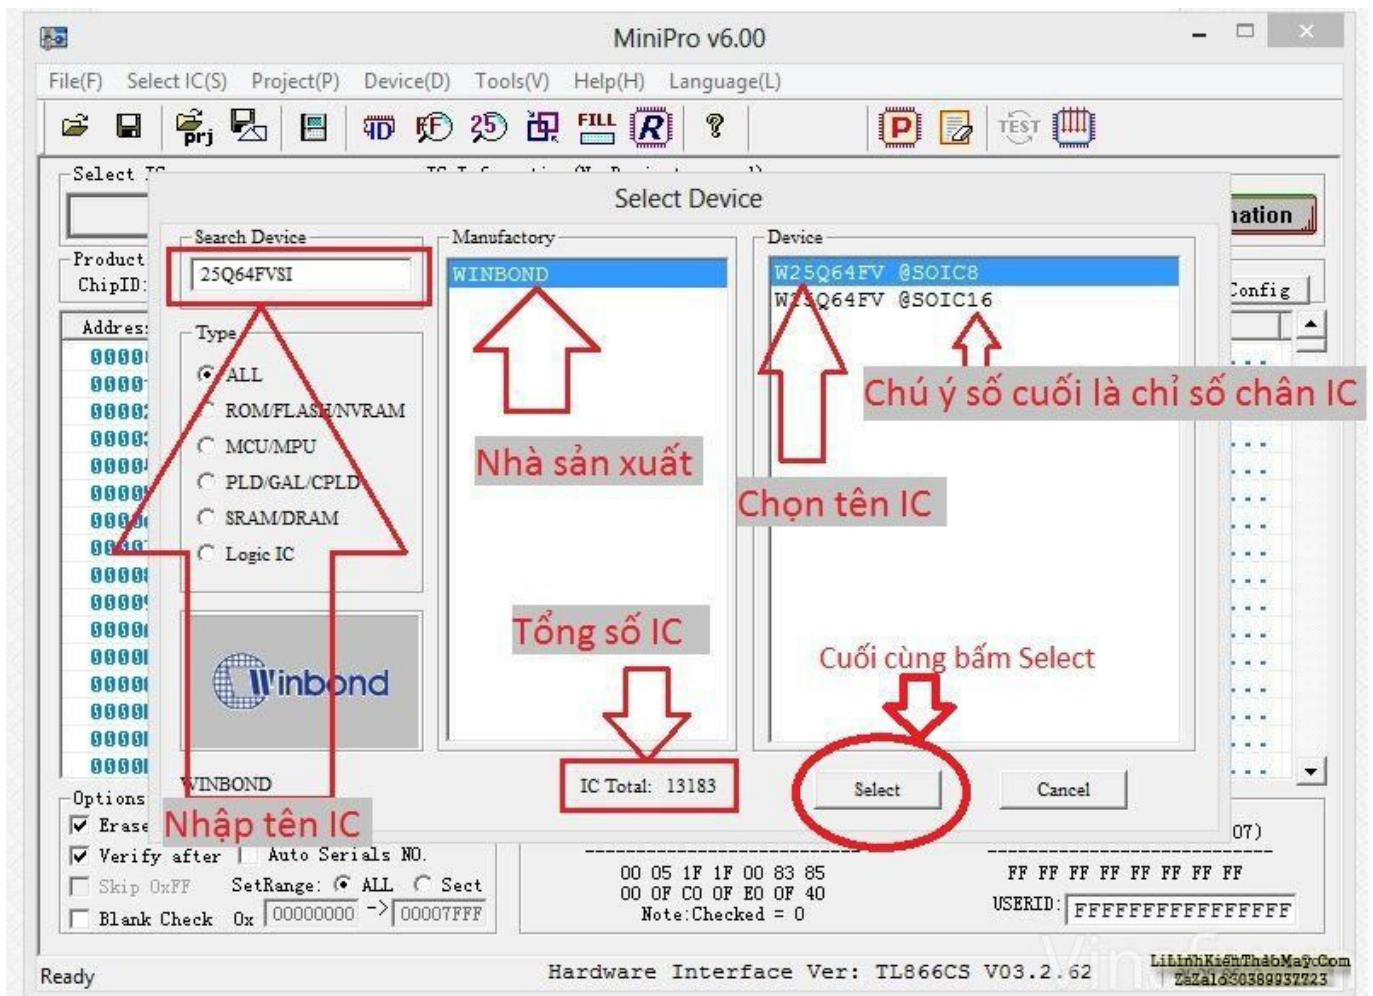 MiniPro v6.00
File(F) Select IC(S) Project(P) Device(D) Tools(V) Help(H) Language(L)
prj
FILL
R
25
P
TEST
Select
Select Device
Search Device
Manufactory
Device
25Q64FVSI
WINBOND
W25Q64FV @SOIC8
W25Q64FV @SOIC16
Product
ChipID:
Config
Type
ALL
ROM/FLASH/NVRAM
MCU/MPU
PLD/GAL/CPLD
SRAM/DRAM
Logic IC
Chú ý số cuối là chỉ số chân IC
Nhà sản xuất
Chọn tên IC
Tổng số IC
Cuối cùng bấm Select
Winbond
WINBOND
IC Total: 13183
Select
Cancel
Nhập tên IC
Options
Erase
Verify after Auto Serials NO.
Skip 0xFF SetRange: ALL Sect
Blank Check 0x 00000000 -> 00007FFF
00 05 1F 1F 00 83 85
00 0F C0 0F E0 0F 40
Note:Checked = 0
07)
FF FF FF FF FF FF FF FF
USERID: FFFFFFFFFFFFFFFF
Ready
Hardware Interface Ver: TL866CS V03.2.62